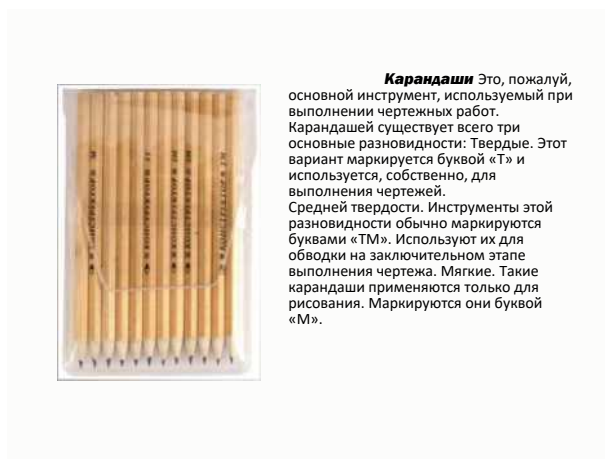 Карандаши Это, пожалуй,
основной инструмент, используемый при
выполнении чертежных работ.
Карандашей существует всего три
основные разновидности: Твердые. Этот
вариант маркируется буквой «Т» и
используется, собственно, для
выполнения чертежей.
Средней твердости. Инструменты этой
разновидности обычно маркируются
буквами «ТМ». Используют их для
обводки на заключительном этапе
выполнения чертежа. Мягкие. Такие
карандаши применяются только для
рисования. Маркируются они буквой
«М».